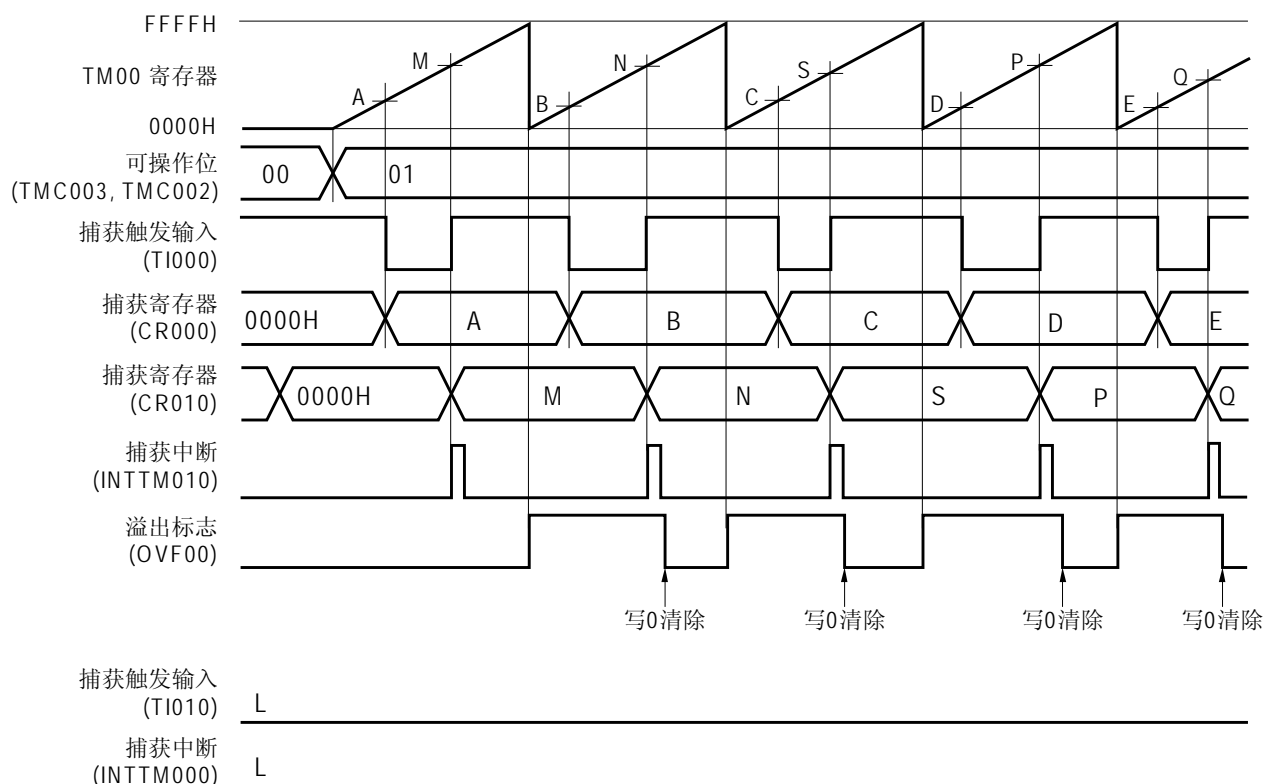 FFFFH
TM00 寄存器
0000H
A
M
B
N
C
S
D
P
E
Q
可操作位
(TMC003, TMC002)
00
01
捕获触发输入
(TI000)
捕获寄存器
(CR000)
0000H
A
B
C
D
E
捕获寄存器
(CR010)
0000H
M
N
S
P
Q
捕获中断
(INTTM010)
溢出标志
(OVF00)
写0清除
写0清除
写0清除
写0清除
捕获触发输入
(TI010)
L
捕获中断
(INTTM000)
L